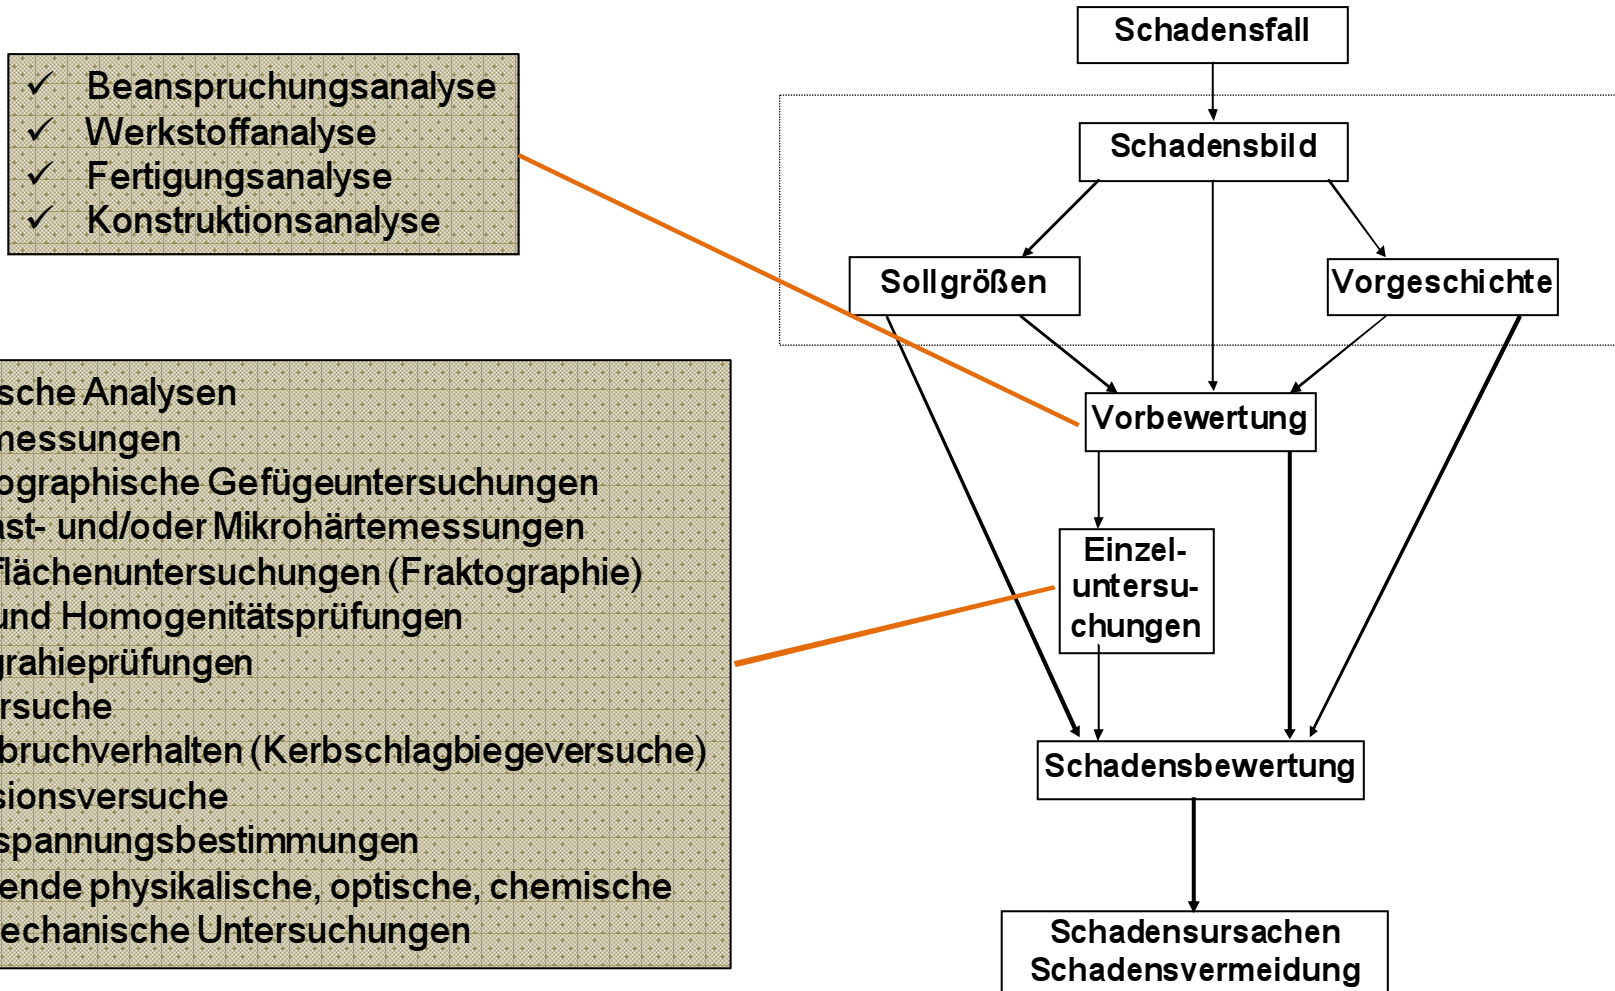 Beanspruchungsanalyse
Werkstoffanalyse
Fertigungsanalyse
Konstruktionsanalyse
sche Analysen
messungen
ographische Gefügeuntersuchungen
ast- und/oder Mikrohärtemessungen
flächenuntersuchungen (Fraktographie)
und Homogenitätsprüfungen
grahieprüfungen
rsuche
bruchverhalten (Kerbschlagbiegeversuche)
sionsversuche
spannungsbestimmungen
ende physikalische, optische, chemische
echanische Untersuchungen
Schadensfall
Schadensbild
Sollgrößen
Vorgeschichte
Vorbewertung
Einzel-
untersu-
chungen
Schadensbewertung
Schadensursachen
Schadensvermeidung